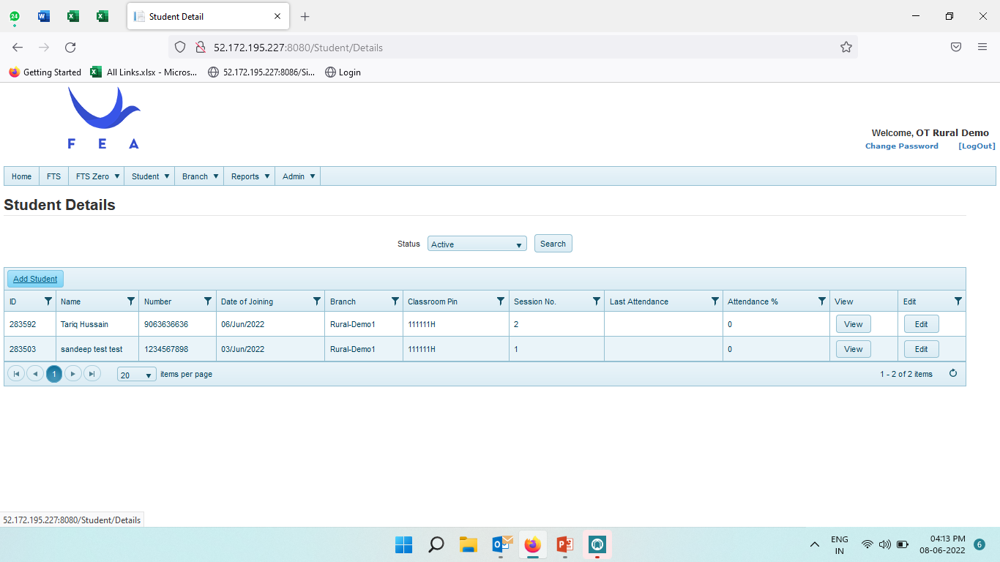 24
Student Detail
52.172.195.227:8080/Student/Details
Getting Started
All Links.xlsx - Micros...
52.172.195.227:8086/Si...
Login
F E A
Welcome, OT Rural Demo
Change Password [LogOut]
Home FTS FTS Zero Student Branch Reports Admin
Student Details
Status Active Search
Add Student
ID Name Number Date of Joining Branch Classroom Pin Session No. Last Attendance Attendance % View Edit
283592 Tariq Hussain 9063636636 06/Jun/2022 Rural-Demo1 111111H 2 0 View Edit
283503 sandeep test test 1234567898 03/Jun/2022 Rural-Demo1 111111H 1 0 View Edit
1 20 items per page 1 - 2 of 2 items
52.172.195.227:8080/Student/Details
ENG
IN
04:13 PM
08-06-2022
6